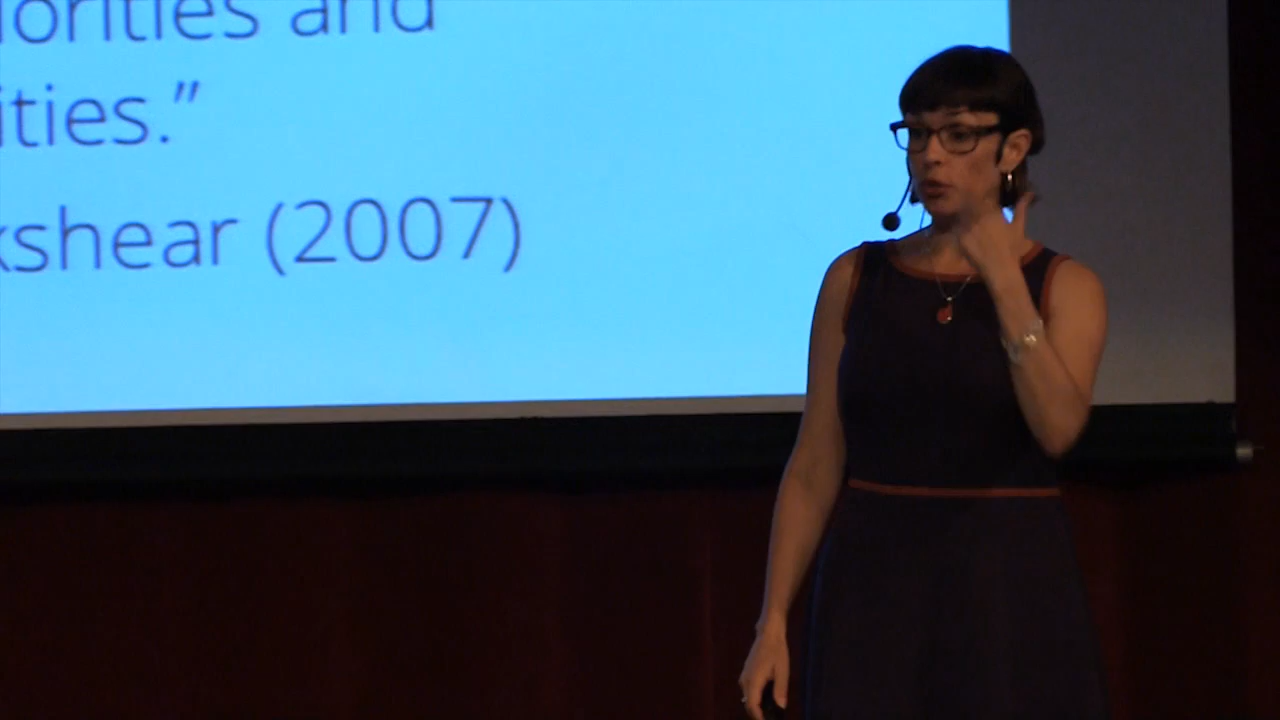 orities and
ities.”
kshear (2007)